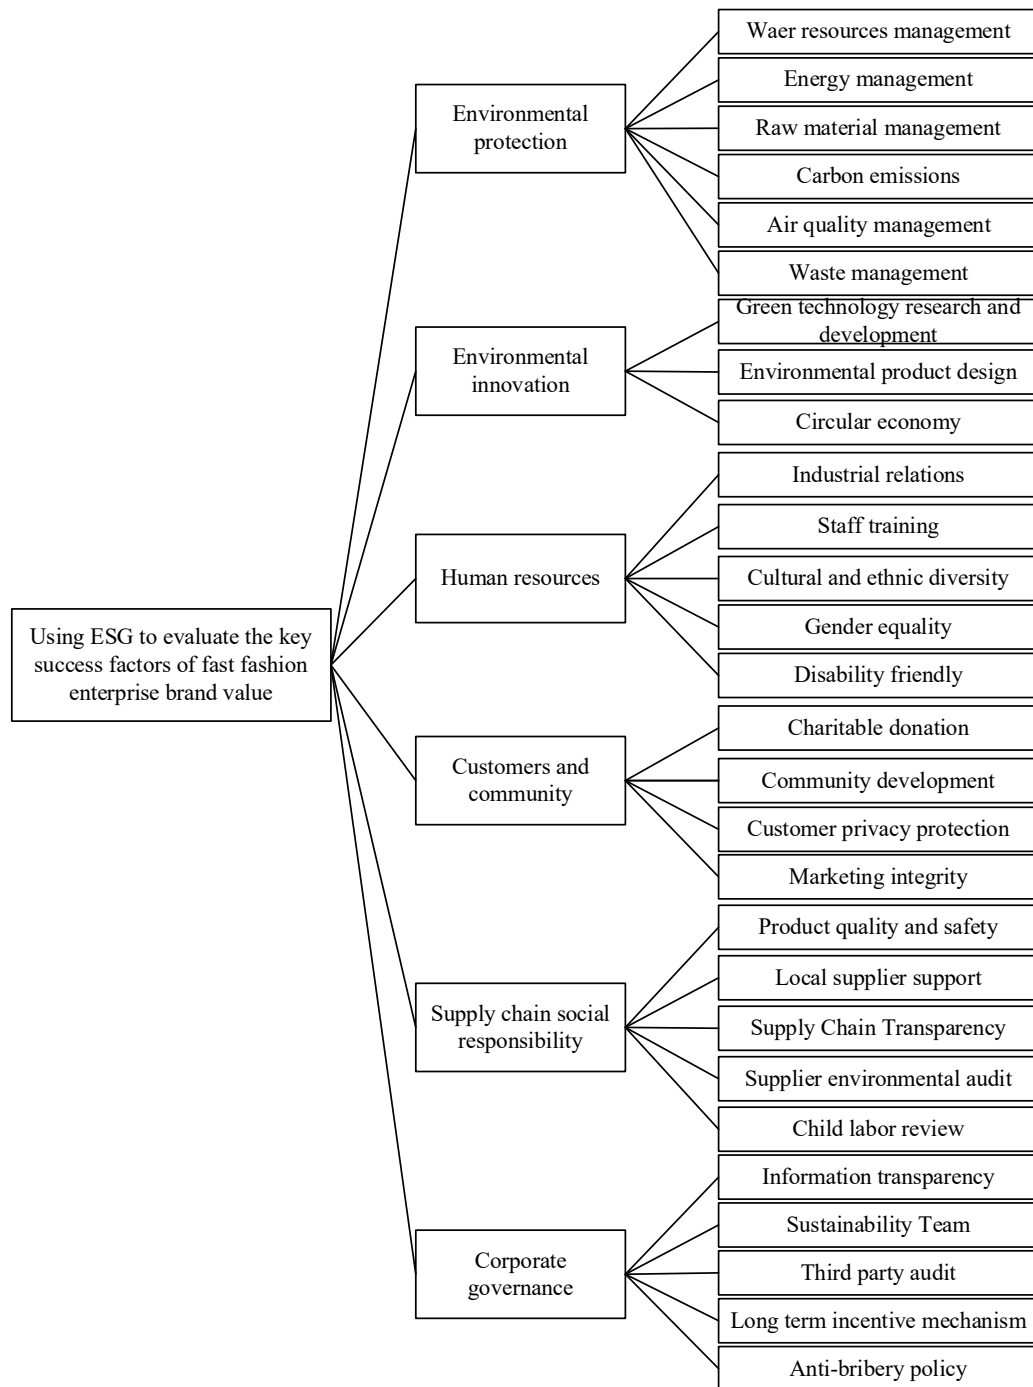 Using ESG to evaluate the key
success factors of fast fashion
enterprise brand value
Environmental
protection
Waer resources management
Energy management
Raw material management
Carbon emissions
Air quality management
Waste management
Environmental
innovation
Green technology research and
development
Environmental product design
Circular economy
Human resources
Industrial relations
Staff training
Cultural and ethnic diversity
Gender equality
Disability friendly
Customers and
community
Charitable donation
Community development
Customer privacy protection
Marketing integrity
Supply chain social
responsibility
Product quality and safety
Local supplier support
Supply Chain Transparency
Supplier environmental audit
Child labor review
Corporate
governance
Information transparency
Sustainability Team
Third party audit
Long term incentive mechanism
Anti-bribery policy